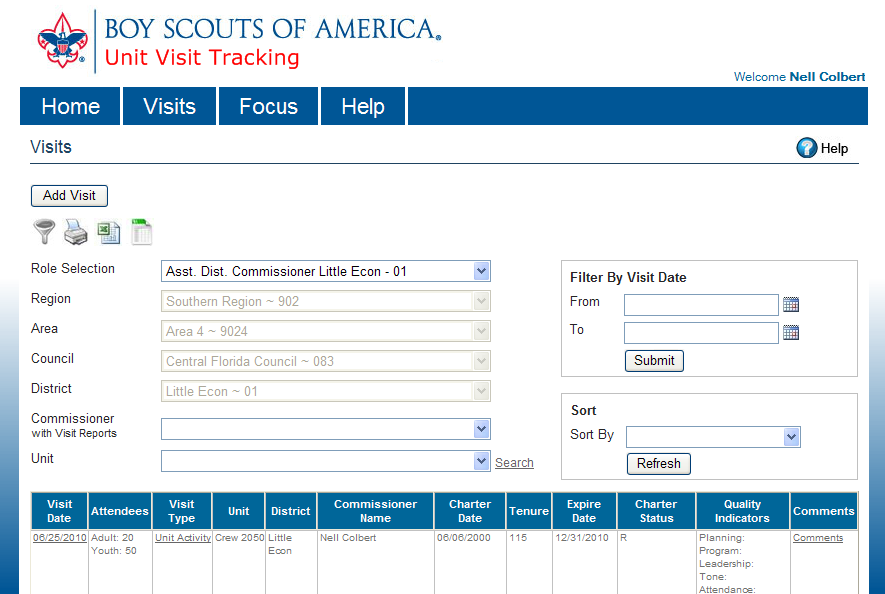 BOY SCOUTS OF AMERICA®
Unit Visit Tracking
Welcome Nell Colbert
Home Visits Focus Help
Visits
Help
Add Visit
Role Selection Asst. Dist. Commissioner Little Econ - 01
Region Southern Region ~ 902
Area Area 4 ~ 9024
Council Central Florida Council ~ 083
District Little Econ ~ 01
Commissioner
with Visit Reports
Unit
Search
Filter By Visit Date
From
To
Submit
Sort
Sort By
Refresh
Visit Date Attendees Visit Type Unit District Commissioner Name Charter Date Tenure Expire Date Charter Status Quality Indicators Comments
06/25/2010 Adult: 20 Unit Activity Crew 2050 Little Nell Colbert 06/06/2000 115 12/31/2010 R Planning: Comments
Youth: 50 Econ Program:
Leadership:
Tone:
Attendance: